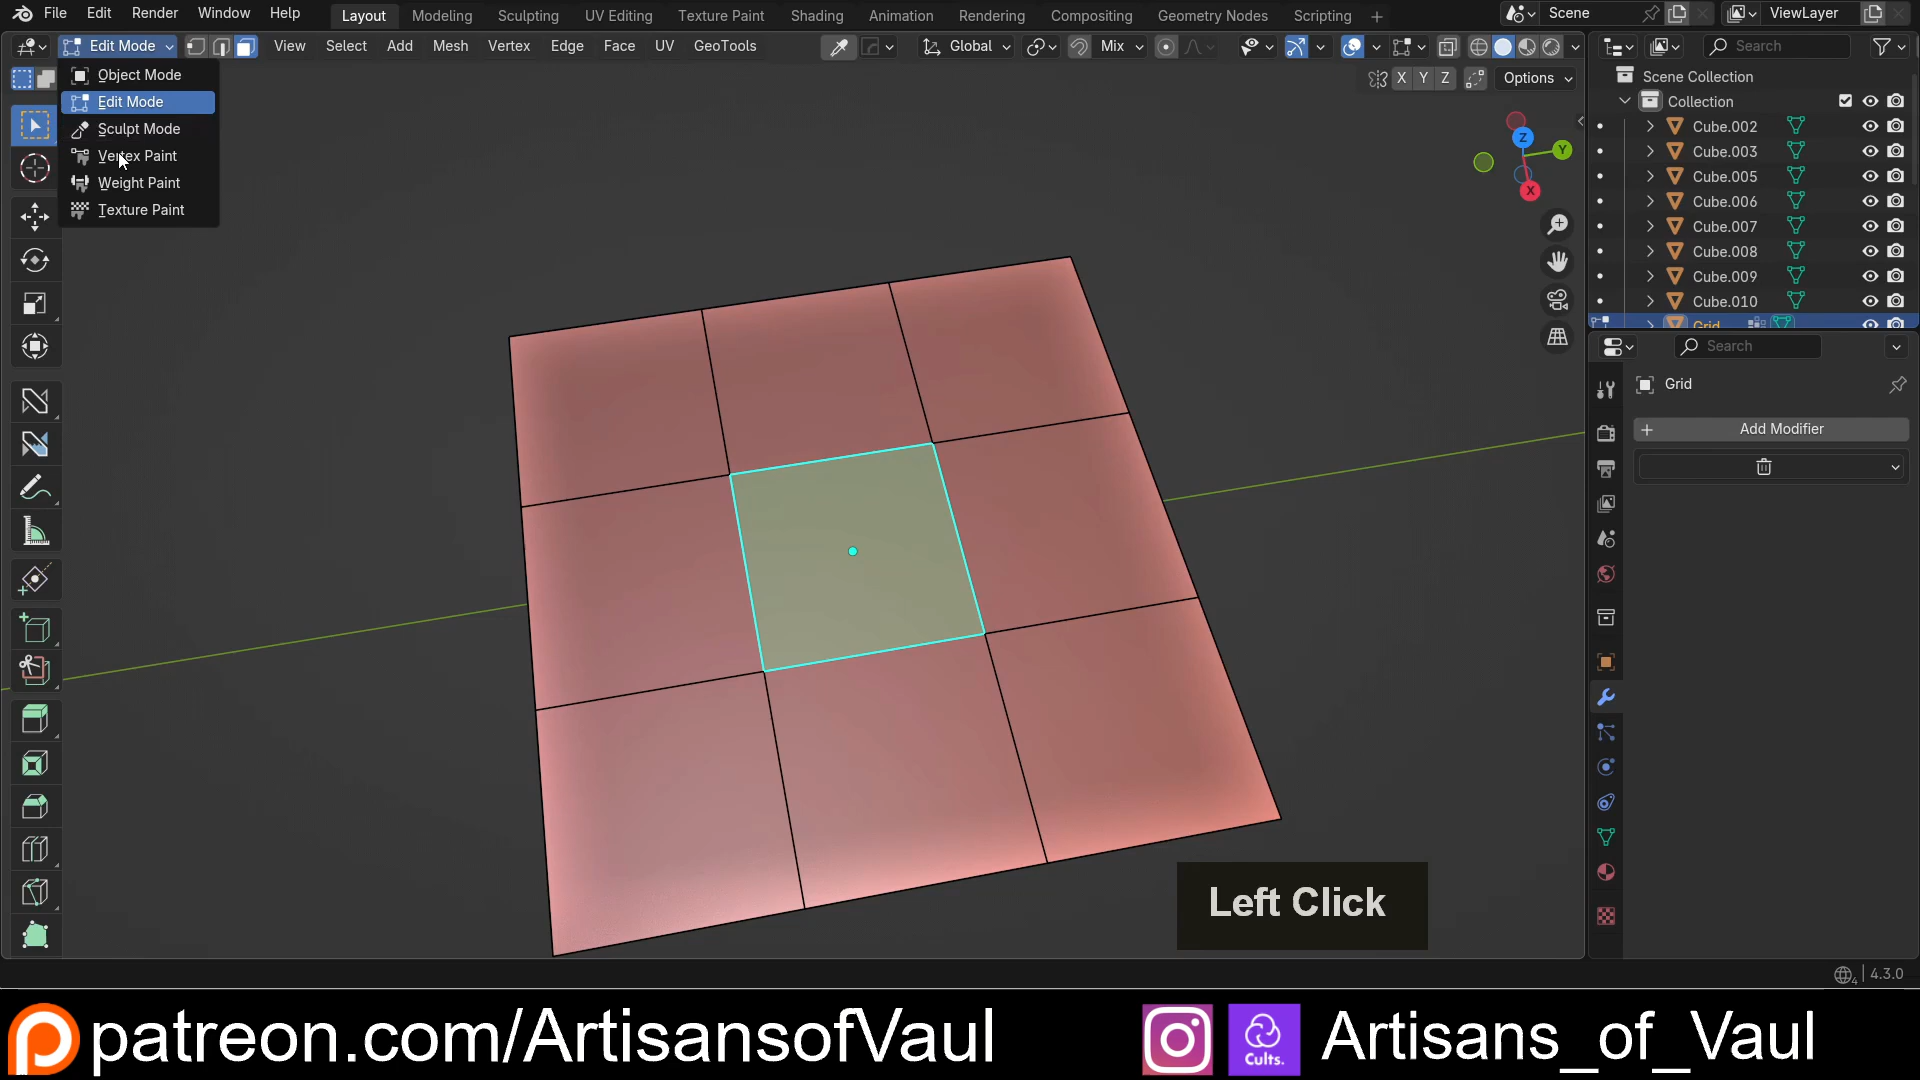 File Edit Render Window Help Layout Modeling Sculpting UV Editing Texture Paint Shading Animation Rendering Compositing Geometry Nodes Scripting + Scene ViewLayer
Edit Mode View Select Add Mesh Vertex Edge Face UV GeoTools Global Mix Search
X Y Z Options
Object Mode
Edit Mode
Sculpt Mode
Vertex Paint
Weight Paint
Texture Paint
Z
Y
X
Scene Collection
Collection
Cube.002
Cube.003
Cube.005
Cube.006
Cube.007
Cube.008
Cube.009
Cube.010
Grid
Search
Grid
+ Add Modifier
Left Click
4 4.3.0
patreon.com/ArtisansofVaul
Cults.
Artisans_of_Vaul